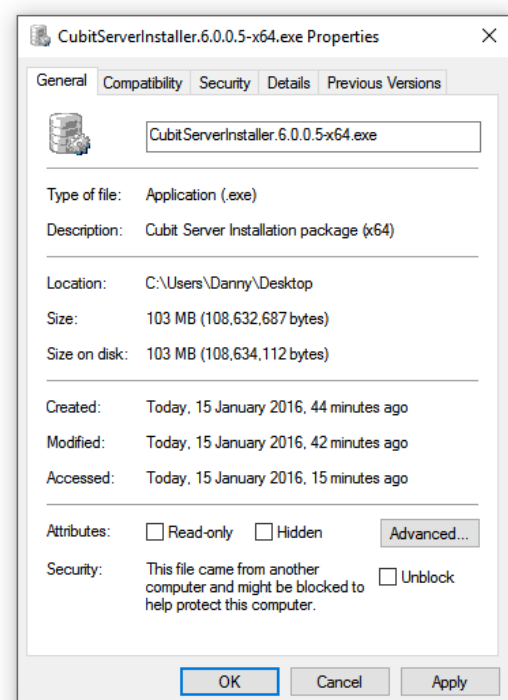 CubitServerInstaller.6.0.0.5-x64.exe Properties
General Compatibility Security Details Previous Versions
CubitServerInstaller.6.0.0.5-x64.exe
Type of file: Application (.exe)
Description: Cubit Server Installation package (x64)
Location: C:\Users\Danny\Desktop
Size: 103 MB (108,632,687 bytes)
Size on disk: 103 MB (108,634,112 bytes)
Created: Today, 15 January 2016, 44 minutes ago
Modified: Today, 15 January 2016, 42 minutes ago
Accessed: Today, 15 January 2016, 15 minutes ago
Attributes: Read-only Hidden Advanced...
Security: This file came from another
computer and might be blocked to
help protect this computer.
Unblock
OK Cancel Apply